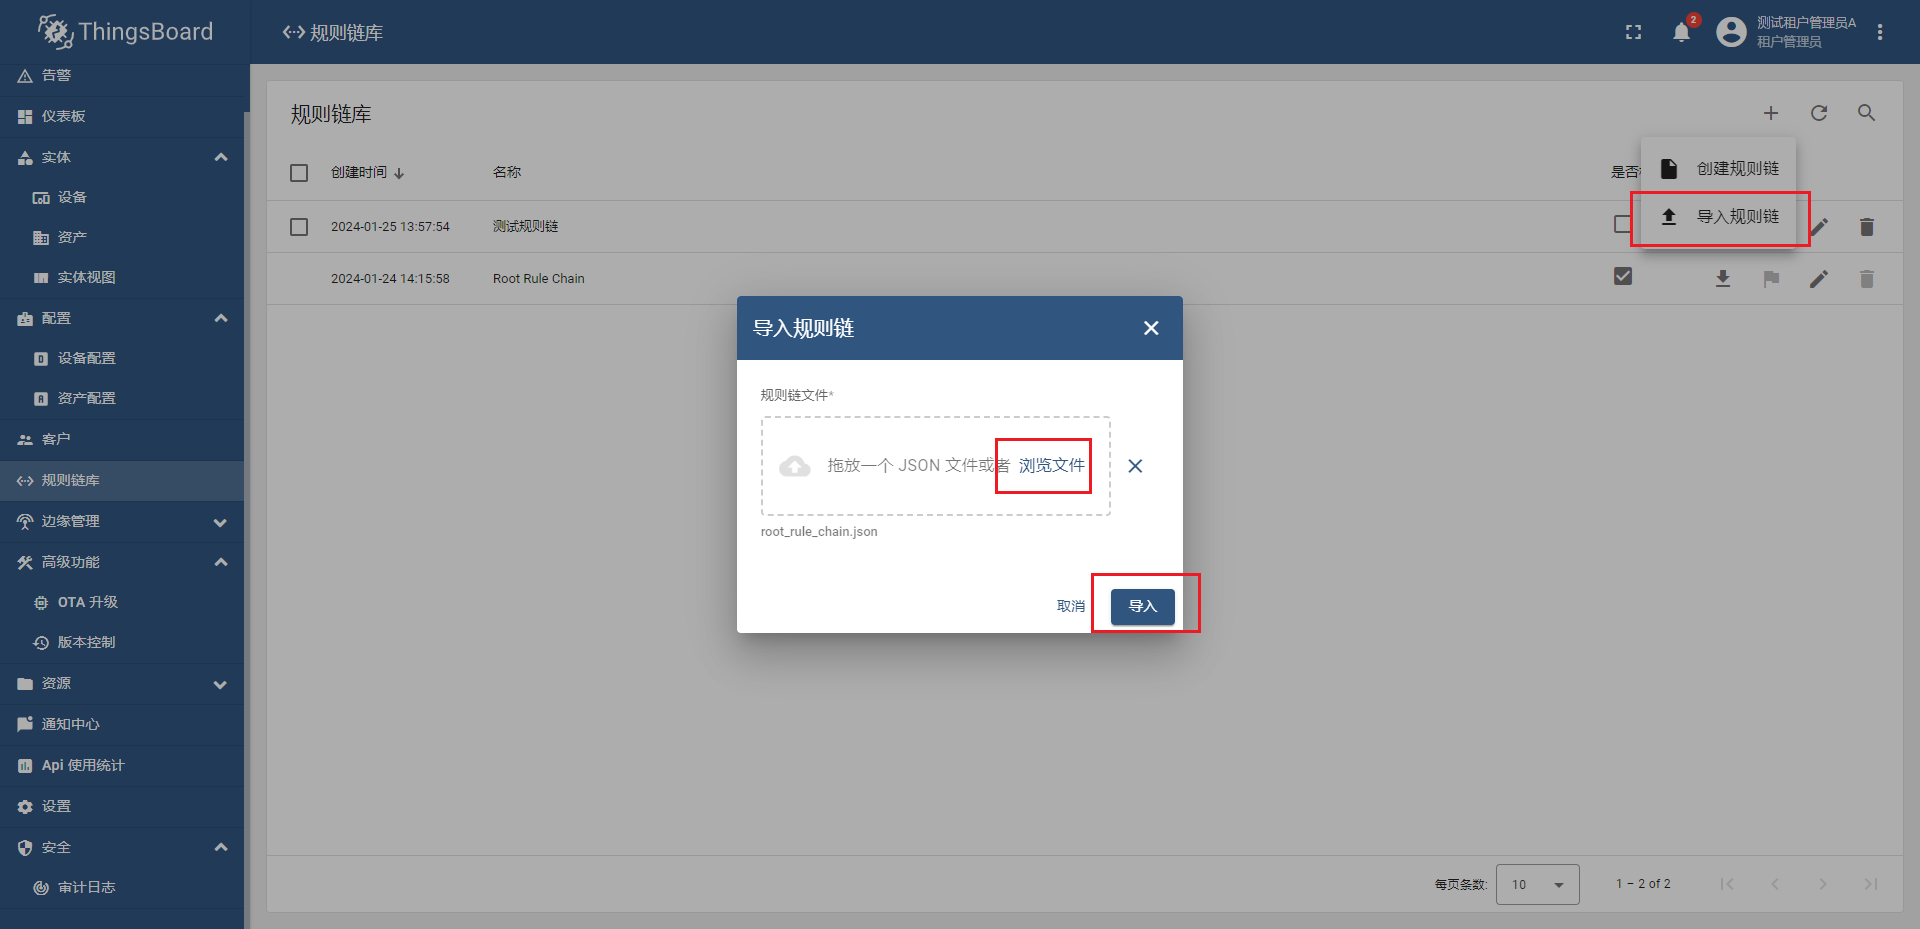 ThingsBoard
规则链库
2
测试租户管理员A
租户管理员
告警
仪表板
实体
设备
资产
实体视图
配置
设备配置
资产配置
客户
规则链库
边缘管理
高级功能
OTA 升级
版本控制
资源
通知中心
Api 使用统计
设置
安全
审计日志
规则链库
创建时间
名称
是否
创建规则链
导入规则链
2024-01-25 13:57:54
测试规则链
2024-01-24 14:15:58
Root Rule Chain
导入规则链
规则链文件*
拖放一个 JSON 文件或者 浏览文件
root_rule_chain.json
取消
导入
每页条数:
10
1 – 2 of 2